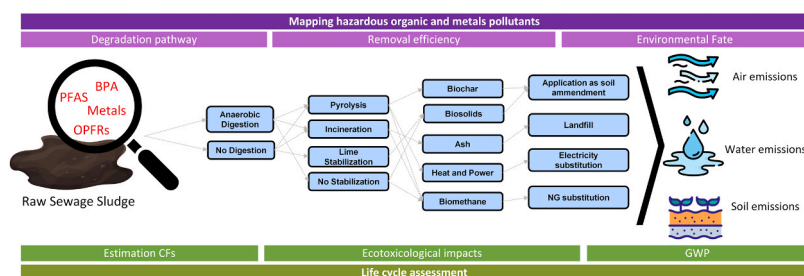 Mapping hazardous organic and metals pollutants
Degradation pathway
Removal efficiency
Environmental Fate
BPA
PFAS
Metals
OPFRs
Raw Sewage Sludge
Anaerobic
Digestion
No Digestion
Pyrolysis
Incineration
Lime
Stabilization
No Stabilization
Biochar
Biosolids
Ash
Heat and Power
Biomethane
Application as soil
ammendment
Landfill
Electricity
substitution
NG substitution
Air emissions
Water emissions
Soil emissions
Estimation CFs
Ecotoxicological impacts
GWP
Life cycle assessment